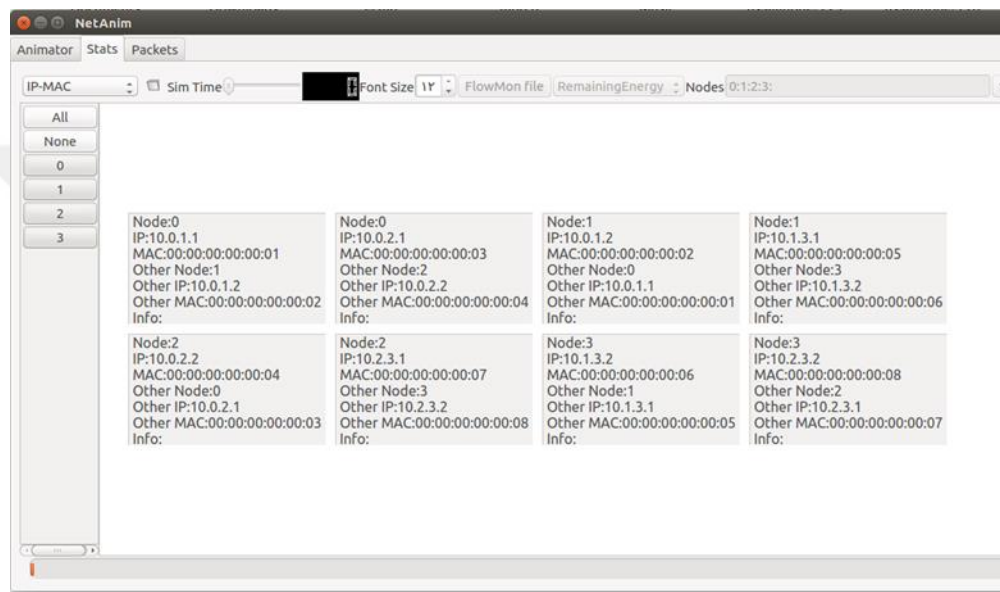 NetAnim
Animator Stats Packets
IP-MAC Sim Time Font Size ۱۲ FlowMon file RemainingEnergy Nodes 0:1:2:3:
All
None
0
1
2
3
Node:0
IP:10.0.1.1
MAC:00:00:00:00:00:01
Other Node:1
Other IP:10.0.1.2
Other MAC:00:00:00:00:00:02
Info:
Node:0
IP:10.0.2.1
MAC:00:00:00:00:00:03
Other Node:2
Other IP:10.0.2.2
Other MAC:00:00:00:00:00:04
Info:
Node:1
IP:10.0.1.2
MAC:00:00:00:00:00:02
Other Node:0
Other IP:10.0.1.1
Other MAC:00:00:00:00:00:01
Info:
Node:1
IP:10.1.3.1
MAC:00:00:00:00:00:05
Other Node:3
Other IP:10.1.3.2
Other MAC:00:00:00:00:00:06
Info:
Node:2
IP:10.0.2.2
MAC:00:00:00:00:00:04
Other Node:0
Other IP:10.0.2.1
Other MAC:00:00:00:00:00:03
Info:
Node:2
IP:10.2.3.1
MAC:00:00:00:00:00:07
Other Node:3
Other IP:10.2.3.2
Other MAC:00:00:00:00:00:08
Info:
Node:3
IP:10.1.3.2
MAC:00:00:00:00:00:06
Other Node:1
Other IP:10.1.3.1
Other MAC:00:00:00:00:00:05
Info:
Node:3
IP:10.2.3.2
MAC:00:00:00:00:00:08
Other Node:2
Other IP:10.2.3.1
Other MAC:00:00:00:00:00:07
Info: